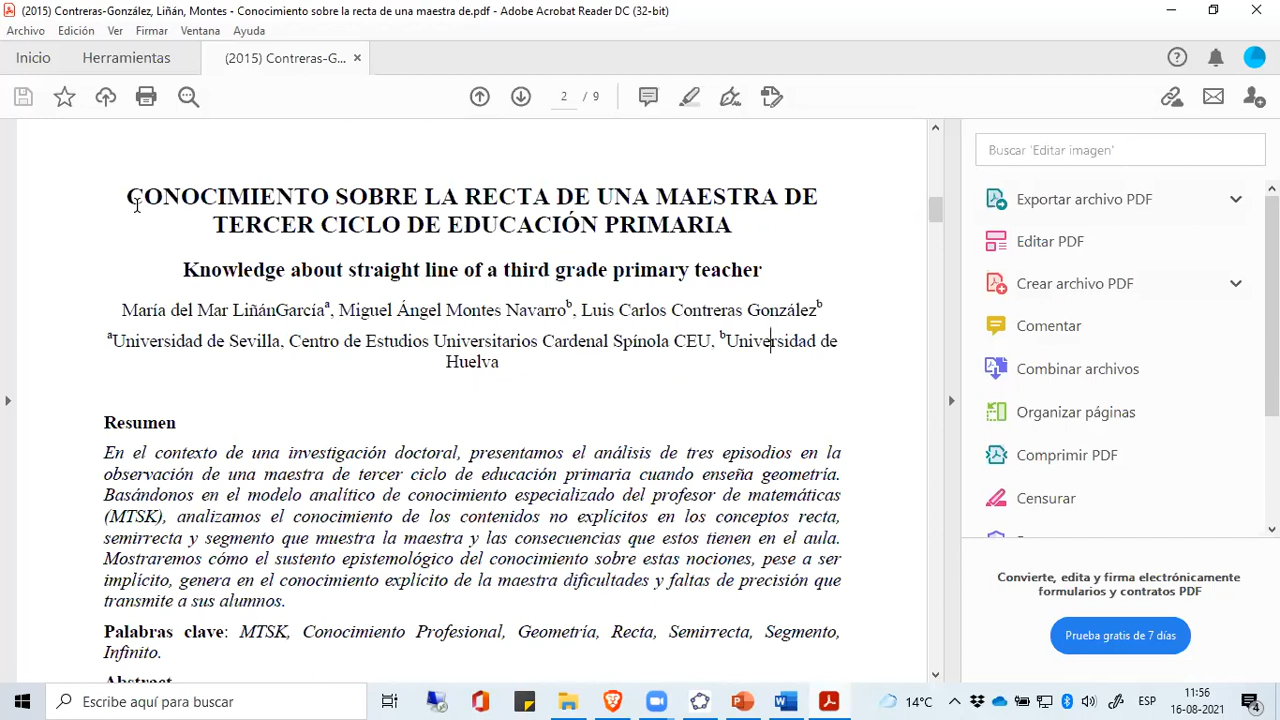 (2015) Contreras-González, Liñán, Montes - Conocimiento sobre la recta de una maestra de.pdf - Adobe Acrobat Reader DC (32-bit)
Archivo Edición Ver Firmar Ventana Ayuda
Inicio Herramientas (2015) Contreras-G... ×
2 / 9
CONOCIMIENTO SOBRE LA RECTA DE UNA MAESTRA DE
TERCER CICLO DE EDUCACIÓN PRIMARIA
Knowledge about straight line of a third grade primary teacher
María del Mar LiñánGarcíaa, Miguel Ángel Montes Navarrob, Luis Carlos Contreras Gonzálezb
aUniversidad de Sevilla, Centro de Estudios Universitarios Cardenal Spínola CEU, bUniversidad de
Huelva
Resumen
En el contexto de una investigación doctoral, presentamos el análisis de tres episodios en la
observación de una maestra de tercer ciclo de educación primaria cuando enseña geometría.
Basándonos en el modelo analítico de conocimiento especializado del profesor de matemáticas
(MTSK), analizamos el conocimiento de los contenidos no explícitos en los conceptos recta,
semirrecta y segmento que muestra la maestra y las consecuencias que estos tienen en el aula.
Mostraremos cómo el sustento epistemológico del conocimiento sobre estas nociones, pese a ser
implícito, genera en el conocimiento explícito de la maestra dificultades y faltas de precisión que
transmite a sus alumnos.
Palabras clave: MTSK, Conocimiento Profesional, Geometría, Recta, Semirrecta, Segmento,
Infinito.
Abstract
Buscar 'Editar imagen'
Exportar archivo PDF
Editar PDF
Crear archivo PDF
Comentar
Combinar archivos
Organizar páginas
Comprimir PDF
Censurar
Convierte, edita y firma electrónicamente
formularios y contratos PDF
Prueba gratis de 7 días
Escribe aquí para buscar
14°C
ESP
11:56
16-08-2021
4